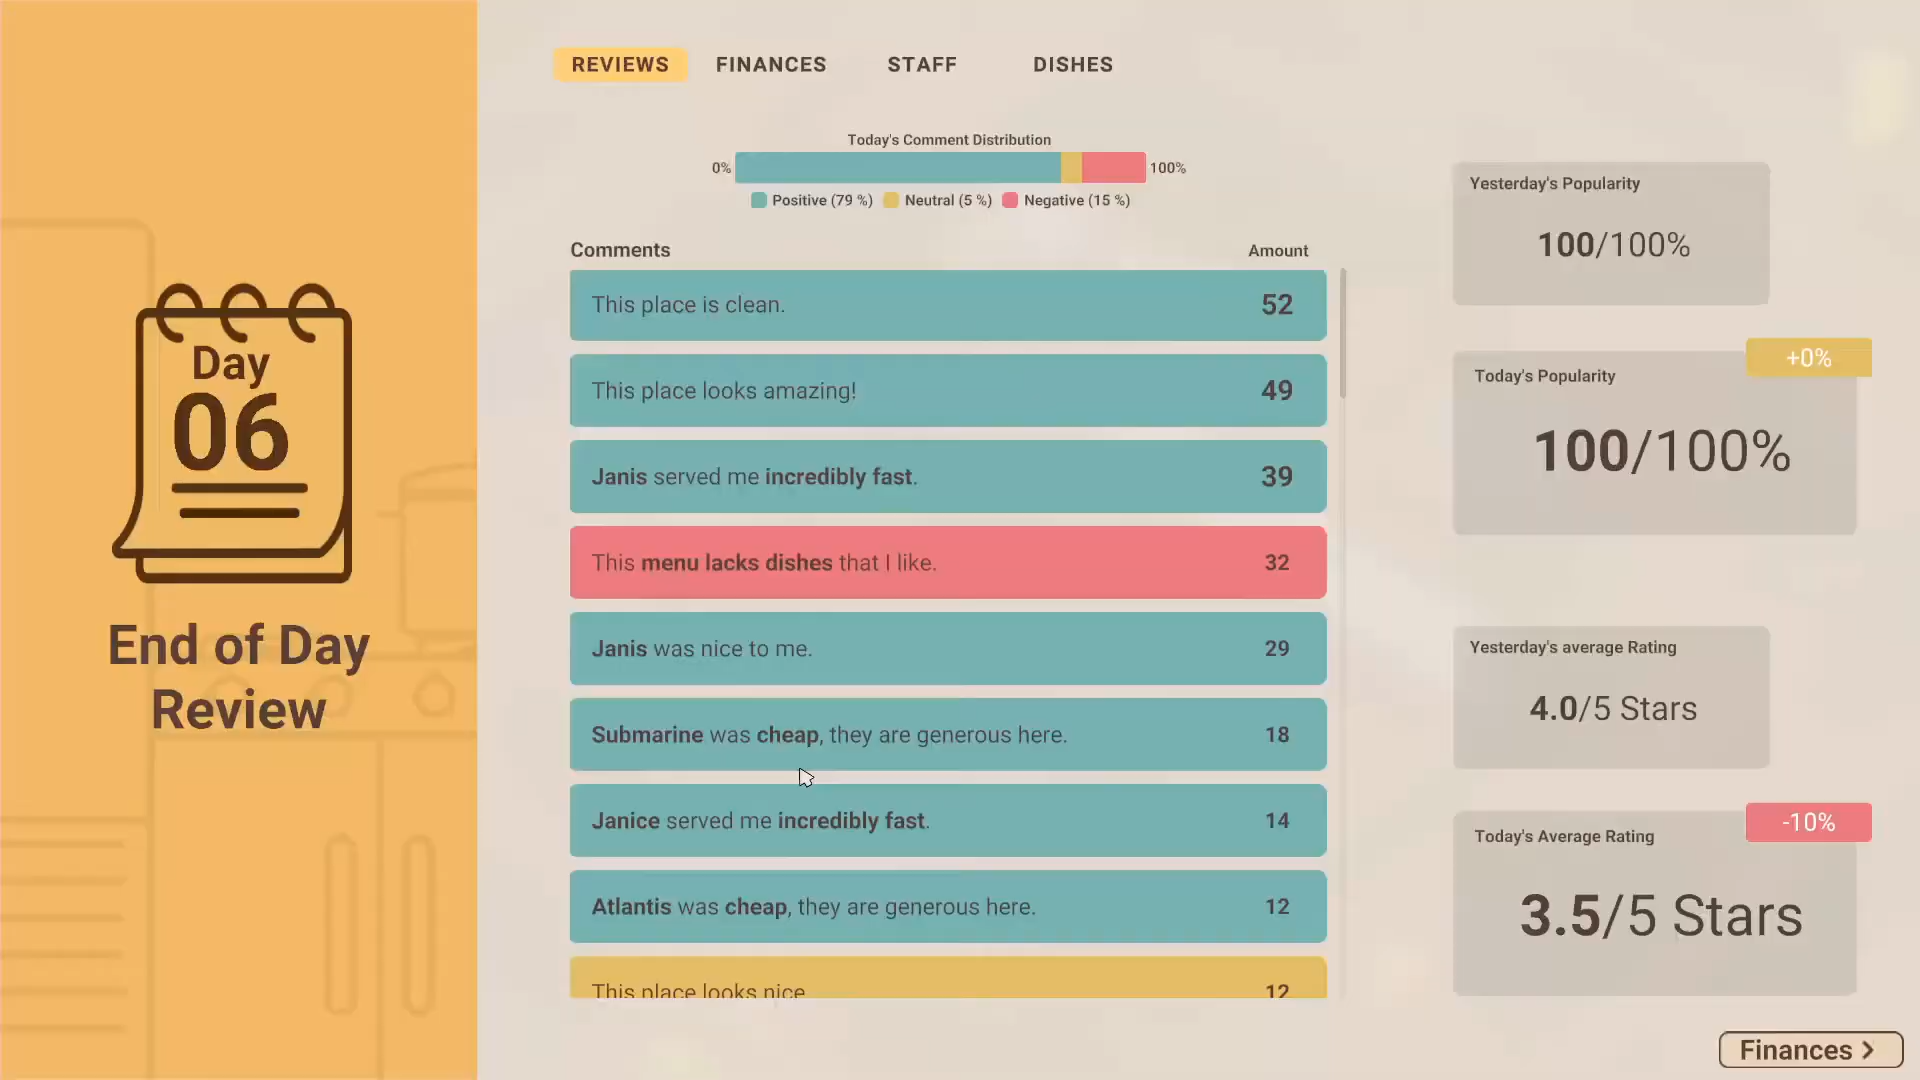 REVIEWS FINANCES STAFF DISHES
Today's Comment Distribution
0% 100%
Positive (79 %) Neutral (5 %) Negative (15 %)
Comments Amount
This place is clean. 52
This place looks amazing! 49
Janis served me incredibly fast. 39
This menu lacks dishes that I like. 32
Janis was nice to me. 29
Submarine was cheap, they are generous here. 18
Janice served me incredibly fast. 14
Atlantis was cheap, they are generous here. 12
This place looks nice 12
Day
06
End of Day
Review
Yesterday's Popularity
100/100%
+0%
Today's Popularity
100/100%
Yesterday's average Rating
4.0/5 Stars
-10%
Today's Average Rating
3.5/5 Stars
Finances >